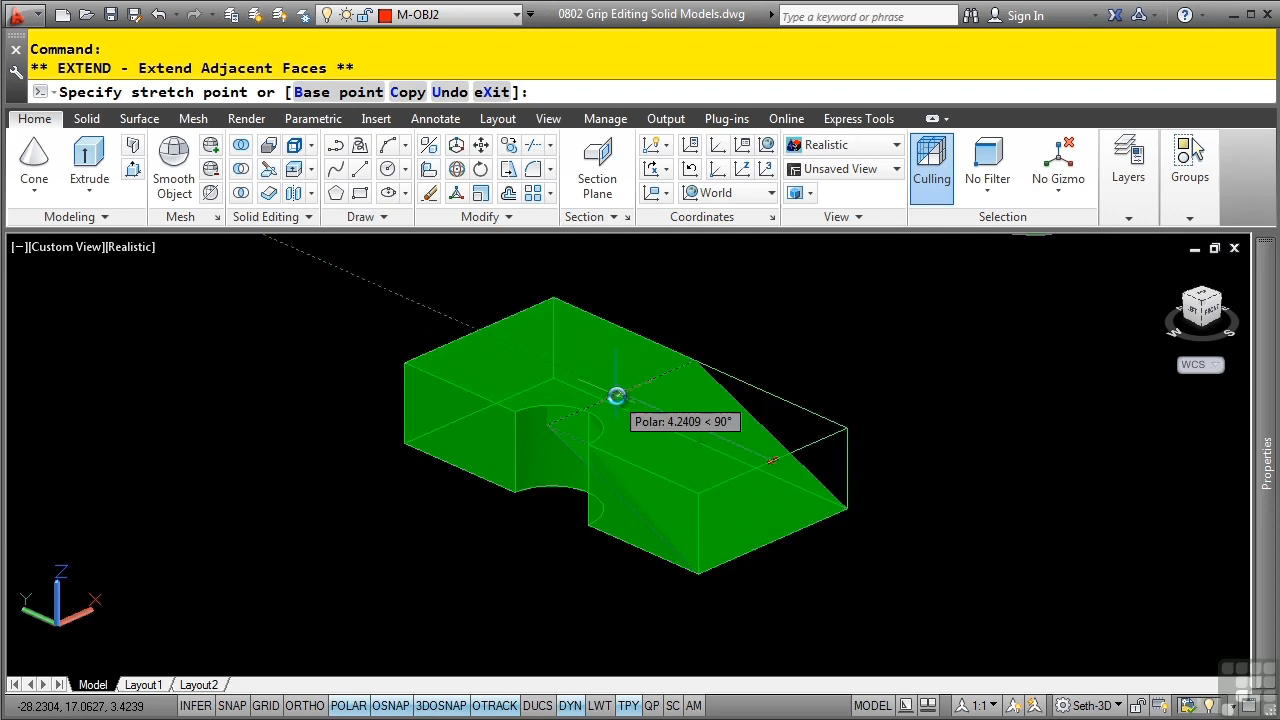 M-OBJ2
0802 Grip Editing Solid Models.dwg
Type a keyword or phrase
Sign In
Command:
** EXTEND - Extend Adjacent Faces **
Specify stretch point or [Base point Copy Undo eXit]:
Home Solid Surface Mesh Render Parametric Insert Annotate Layout View Manage Output Plug-ins Online Express Tools
Cone
Extrude
Smooth Object
Section Plane
Realistic
Unsaved View
World
Culling
No Filter
No Gizmo
Layers
Groups
Modeling Mesh Solid Editing Draw Modify Section Coordinates View Selection
[−][Custom View][Realistic]
FRONT
W
S
WCS
Polar: 4.2409 < 90°
Properties
Z
Y
X
Model Layout1 Layout2
-28.2304, 17.0627, 3.4239
INFER SNAP GRID ORTHO POLAR OSNAP 3DOSNAP OTRACK DUCS DYN LWT TPY QP SC AM
MODEL
1:1
Seth-3D